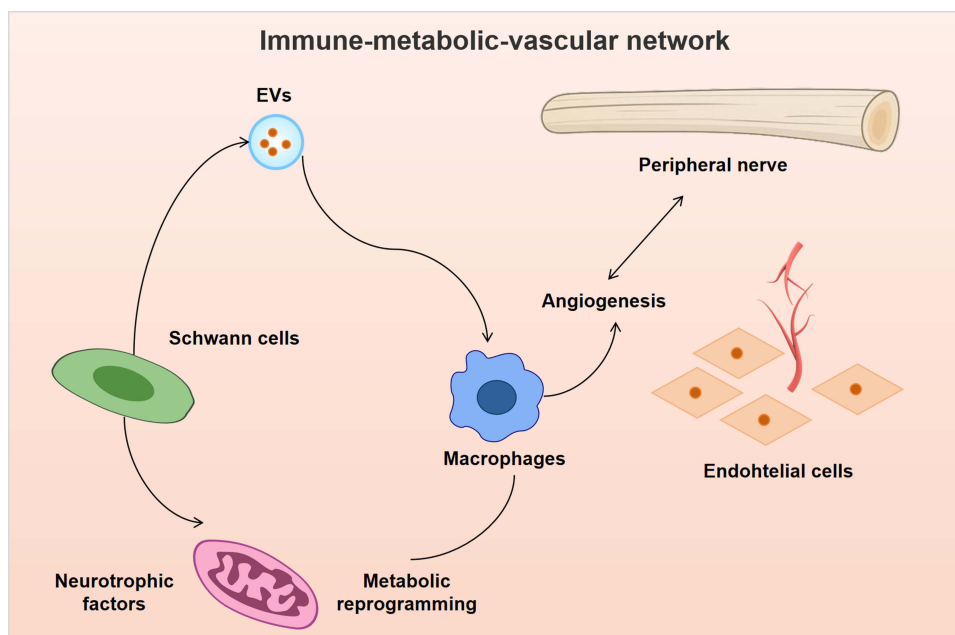 Immune-metabolic-vascular network
EVs
Peripheral nerve
Angiogenesis
Schwann cells
Macrophages
Endohtelial cells
Neurotrophic
factors
Metabolic
reprogramming